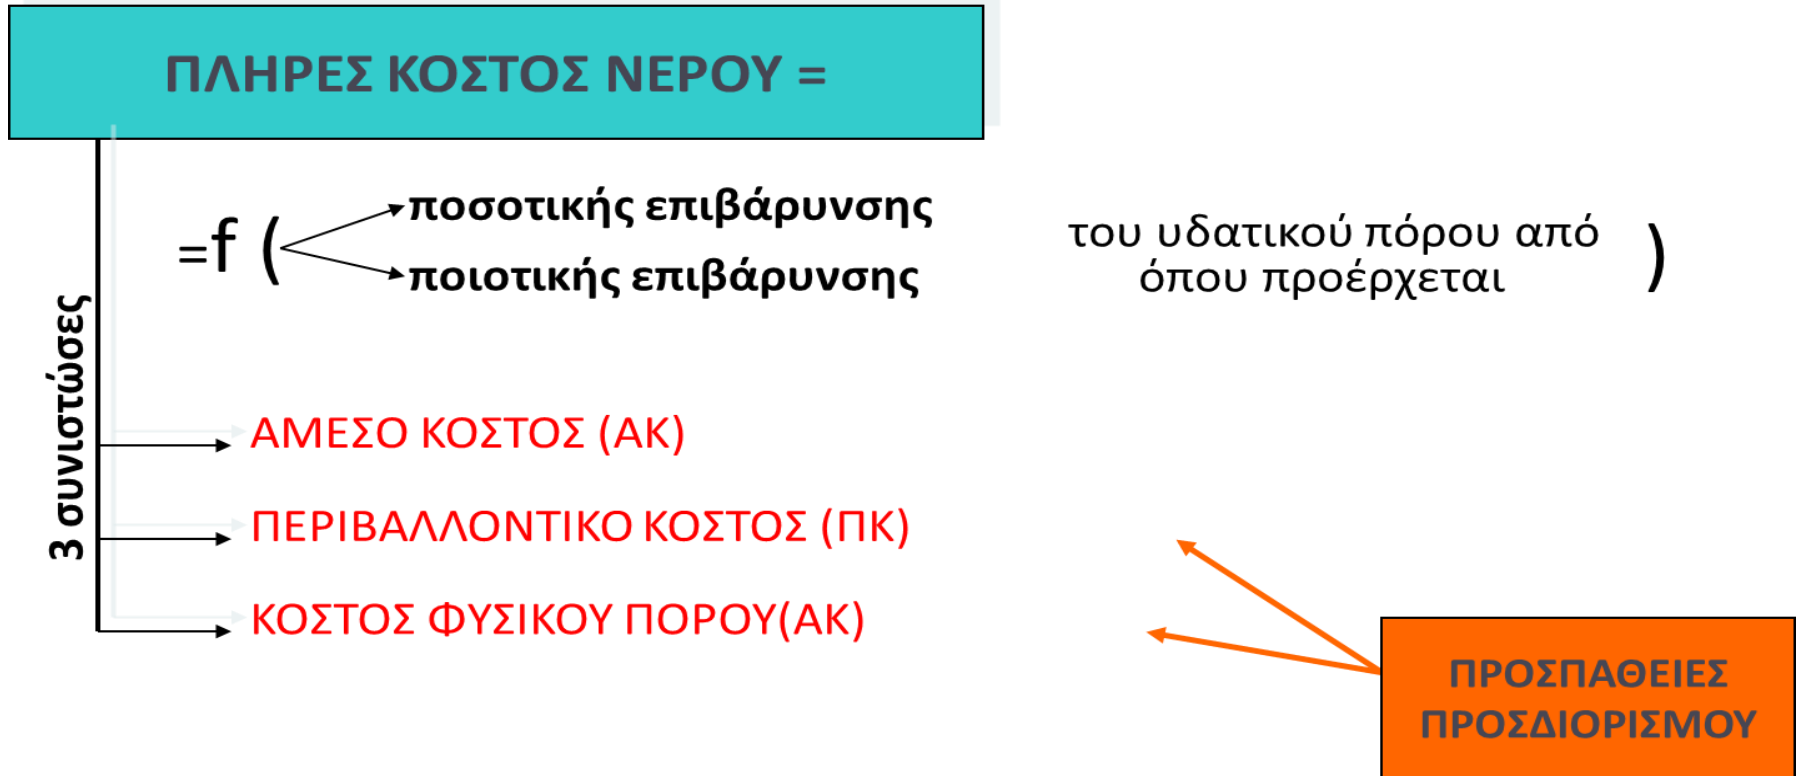 ΠΛΗΡΕΣ ΚΟΣΤΟΣ ΝΕΡΟΥ =
=f (
ποσοτικής επιβάρυνσης
ποιοτικής επιβάρυνσης
του υδατικού πόρου από
όπου προέρχεται
)
3 συνιστώσες
ΑΜΕΣΟ ΚΟΣΤΟΣ (ΑΚ)
ΠΕΡΙΒΑΛΛΟΝΤΙΚΟ ΚΟΣΤΟΣ (ΠΚ)
ΚΟΣΤΟΣ ΦΥΣΙΚΟΥ ΠΟΡΟΥ(ΑΚ)
ΠΡΟΣΠΑΘΕΙΕΣ
ΠΡΟΣΔΙΟΡΙΣΜΟΥ